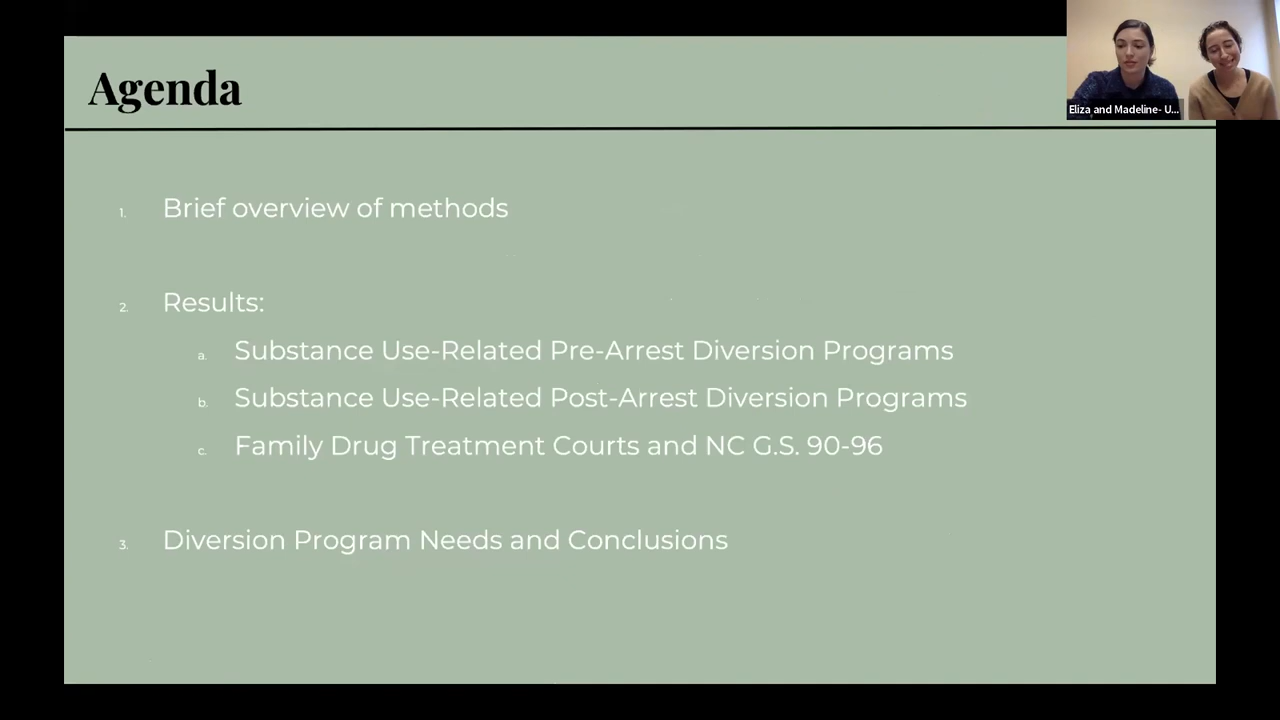 Agenda
Eliza and Madeline- U...
1. Brief overview of methods
2. Results:
a. Substance Use-Related Pre-Arrest Diversion Programs
b. Substance Use-Related Post-Arrest Diversion Programs
c. Family Drug Treatment Courts and NC G.S. 90-96
3. Diversion Program Needs and Conclusions